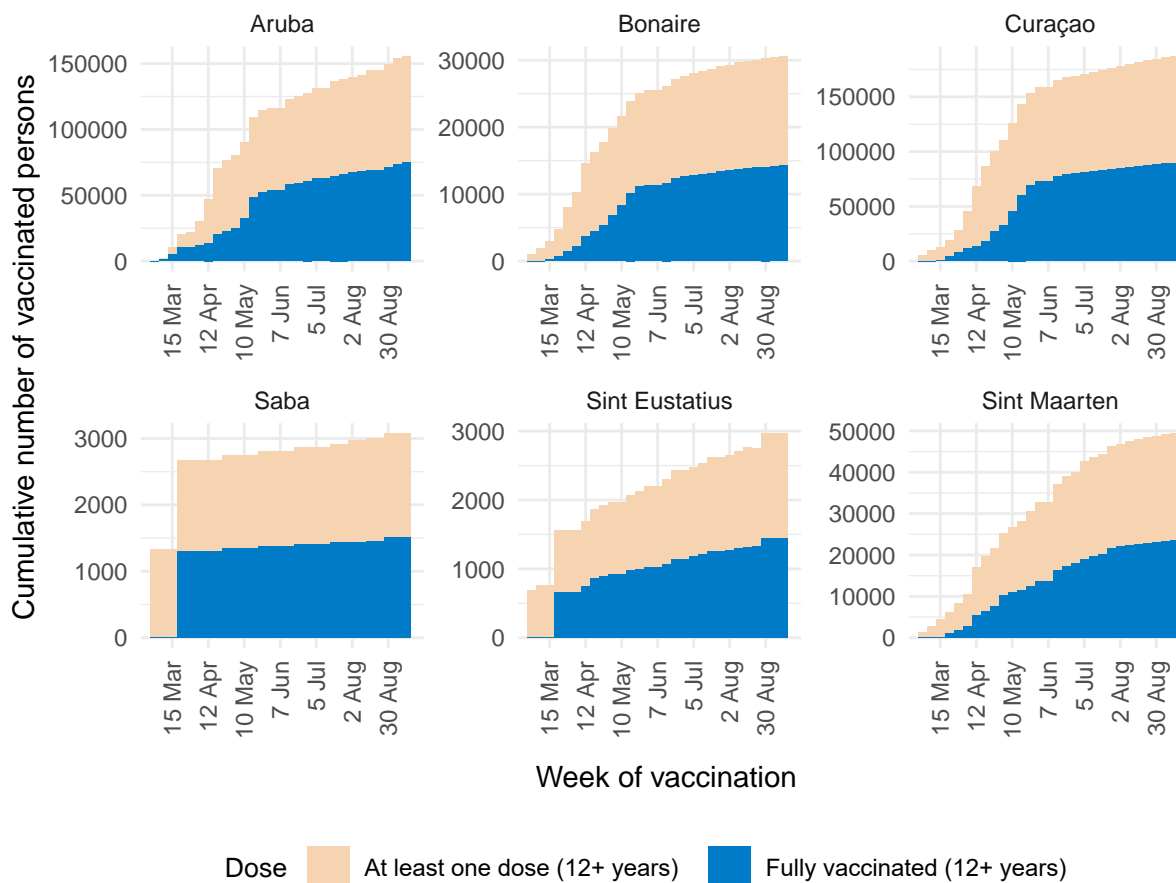 Aruba Bonaire Curaçao
150000 30000 150000
100000 20000 100000
50000 10000 50000
0 0 0
15 Mar 12 Apr 10 May 7 Jun 5 Jul 2 Aug 30 Aug 15 Mar 12 Apr 10 May 7 Jun 5 Jul 2 Aug 30 Aug 15 Mar 12 Apr 10 May 7 Jun 5 Jul 2 Aug 30 Aug
Cumulative number of vaccinated persons
Saba Sint Eustatius Sint Maarten
3000 3000 50000
40000
2000 2000 30000
1000 1000 20000
10000
0 0 0
15 Mar 12 Apr 10 May 7 Jun 5 Jul 2 Aug 30 Aug 15 Mar 12 Apr 10 May 7 Jun 5 Jul 2 Aug 30 Aug 15 Mar 12 Apr 10 May 7 Jun 5 Jul 2 Aug 30 Aug
Week of vaccination
Dose At least one dose (12+ years) Fully vaccinated (12+ years)